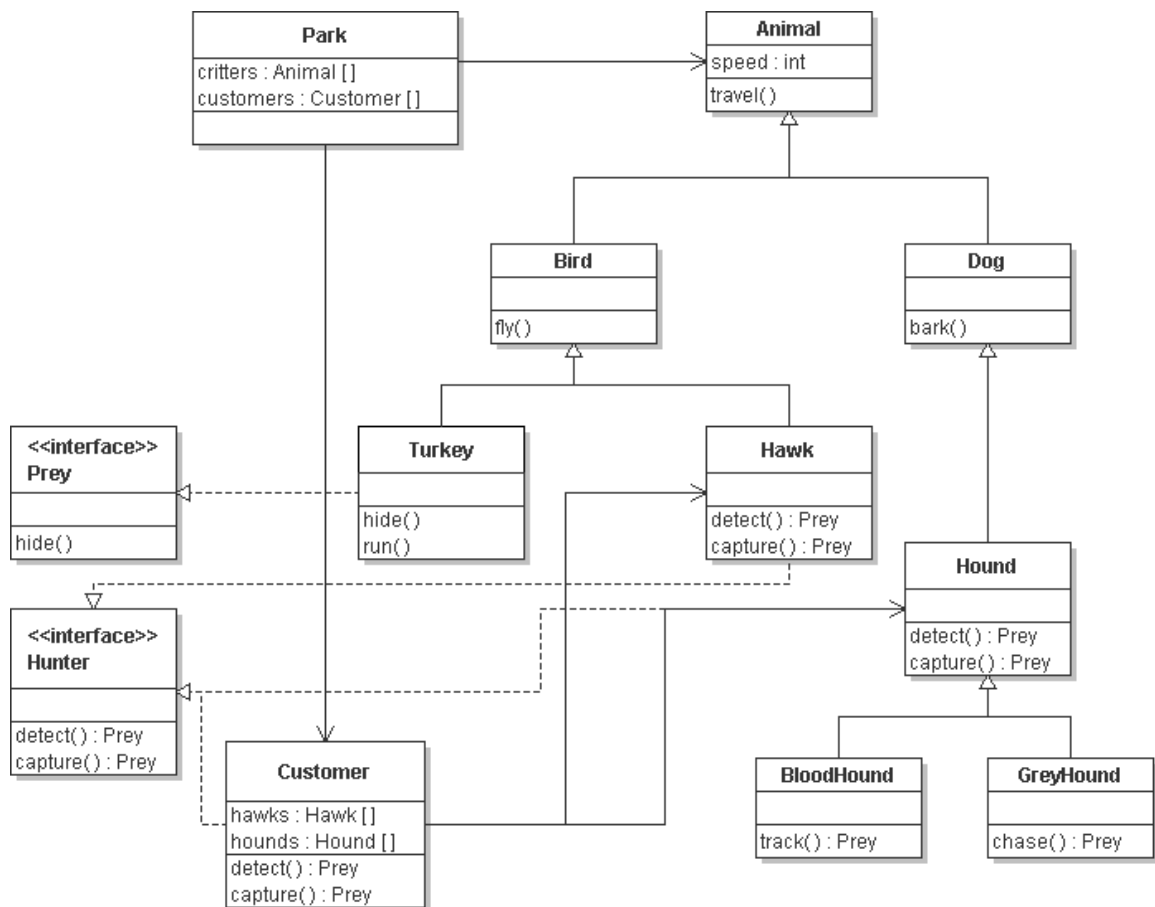 Park
critters : Animal [ ]
customers : Customer [ ]
Animal
speed : int
travel()
Bird
fly()
Dog
bark()
<<interface>>
Prey
hide()
Turkey
hide()
run()
Hawk
detect() : Prey
capture() : Prey
Hound
detect() : Prey
capture() : Prey
<<interface>>
Hunter
detect() : Prey
capture() : Prey
Customer
hawks : Hawk [ ]
hounds : Hound [ ]
detect() : Prey
capture() : Prey
BloodHound
track() : Prey
GreyHound
chase() : Prey